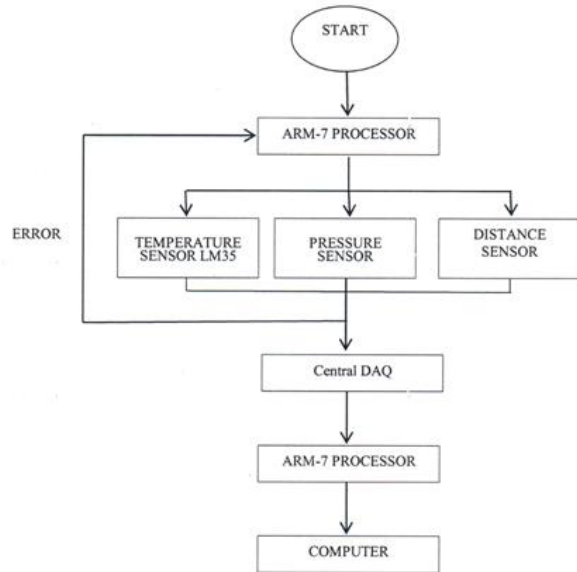 START
ARM-7 PROCESSOR
ERROR
TEMPERATURE
SENSOR LM35
PRESSURE
SENSOR
DISTANCE
SENSOR
Central DAQ
ARM-7 PROCESSOR
COMPUTER